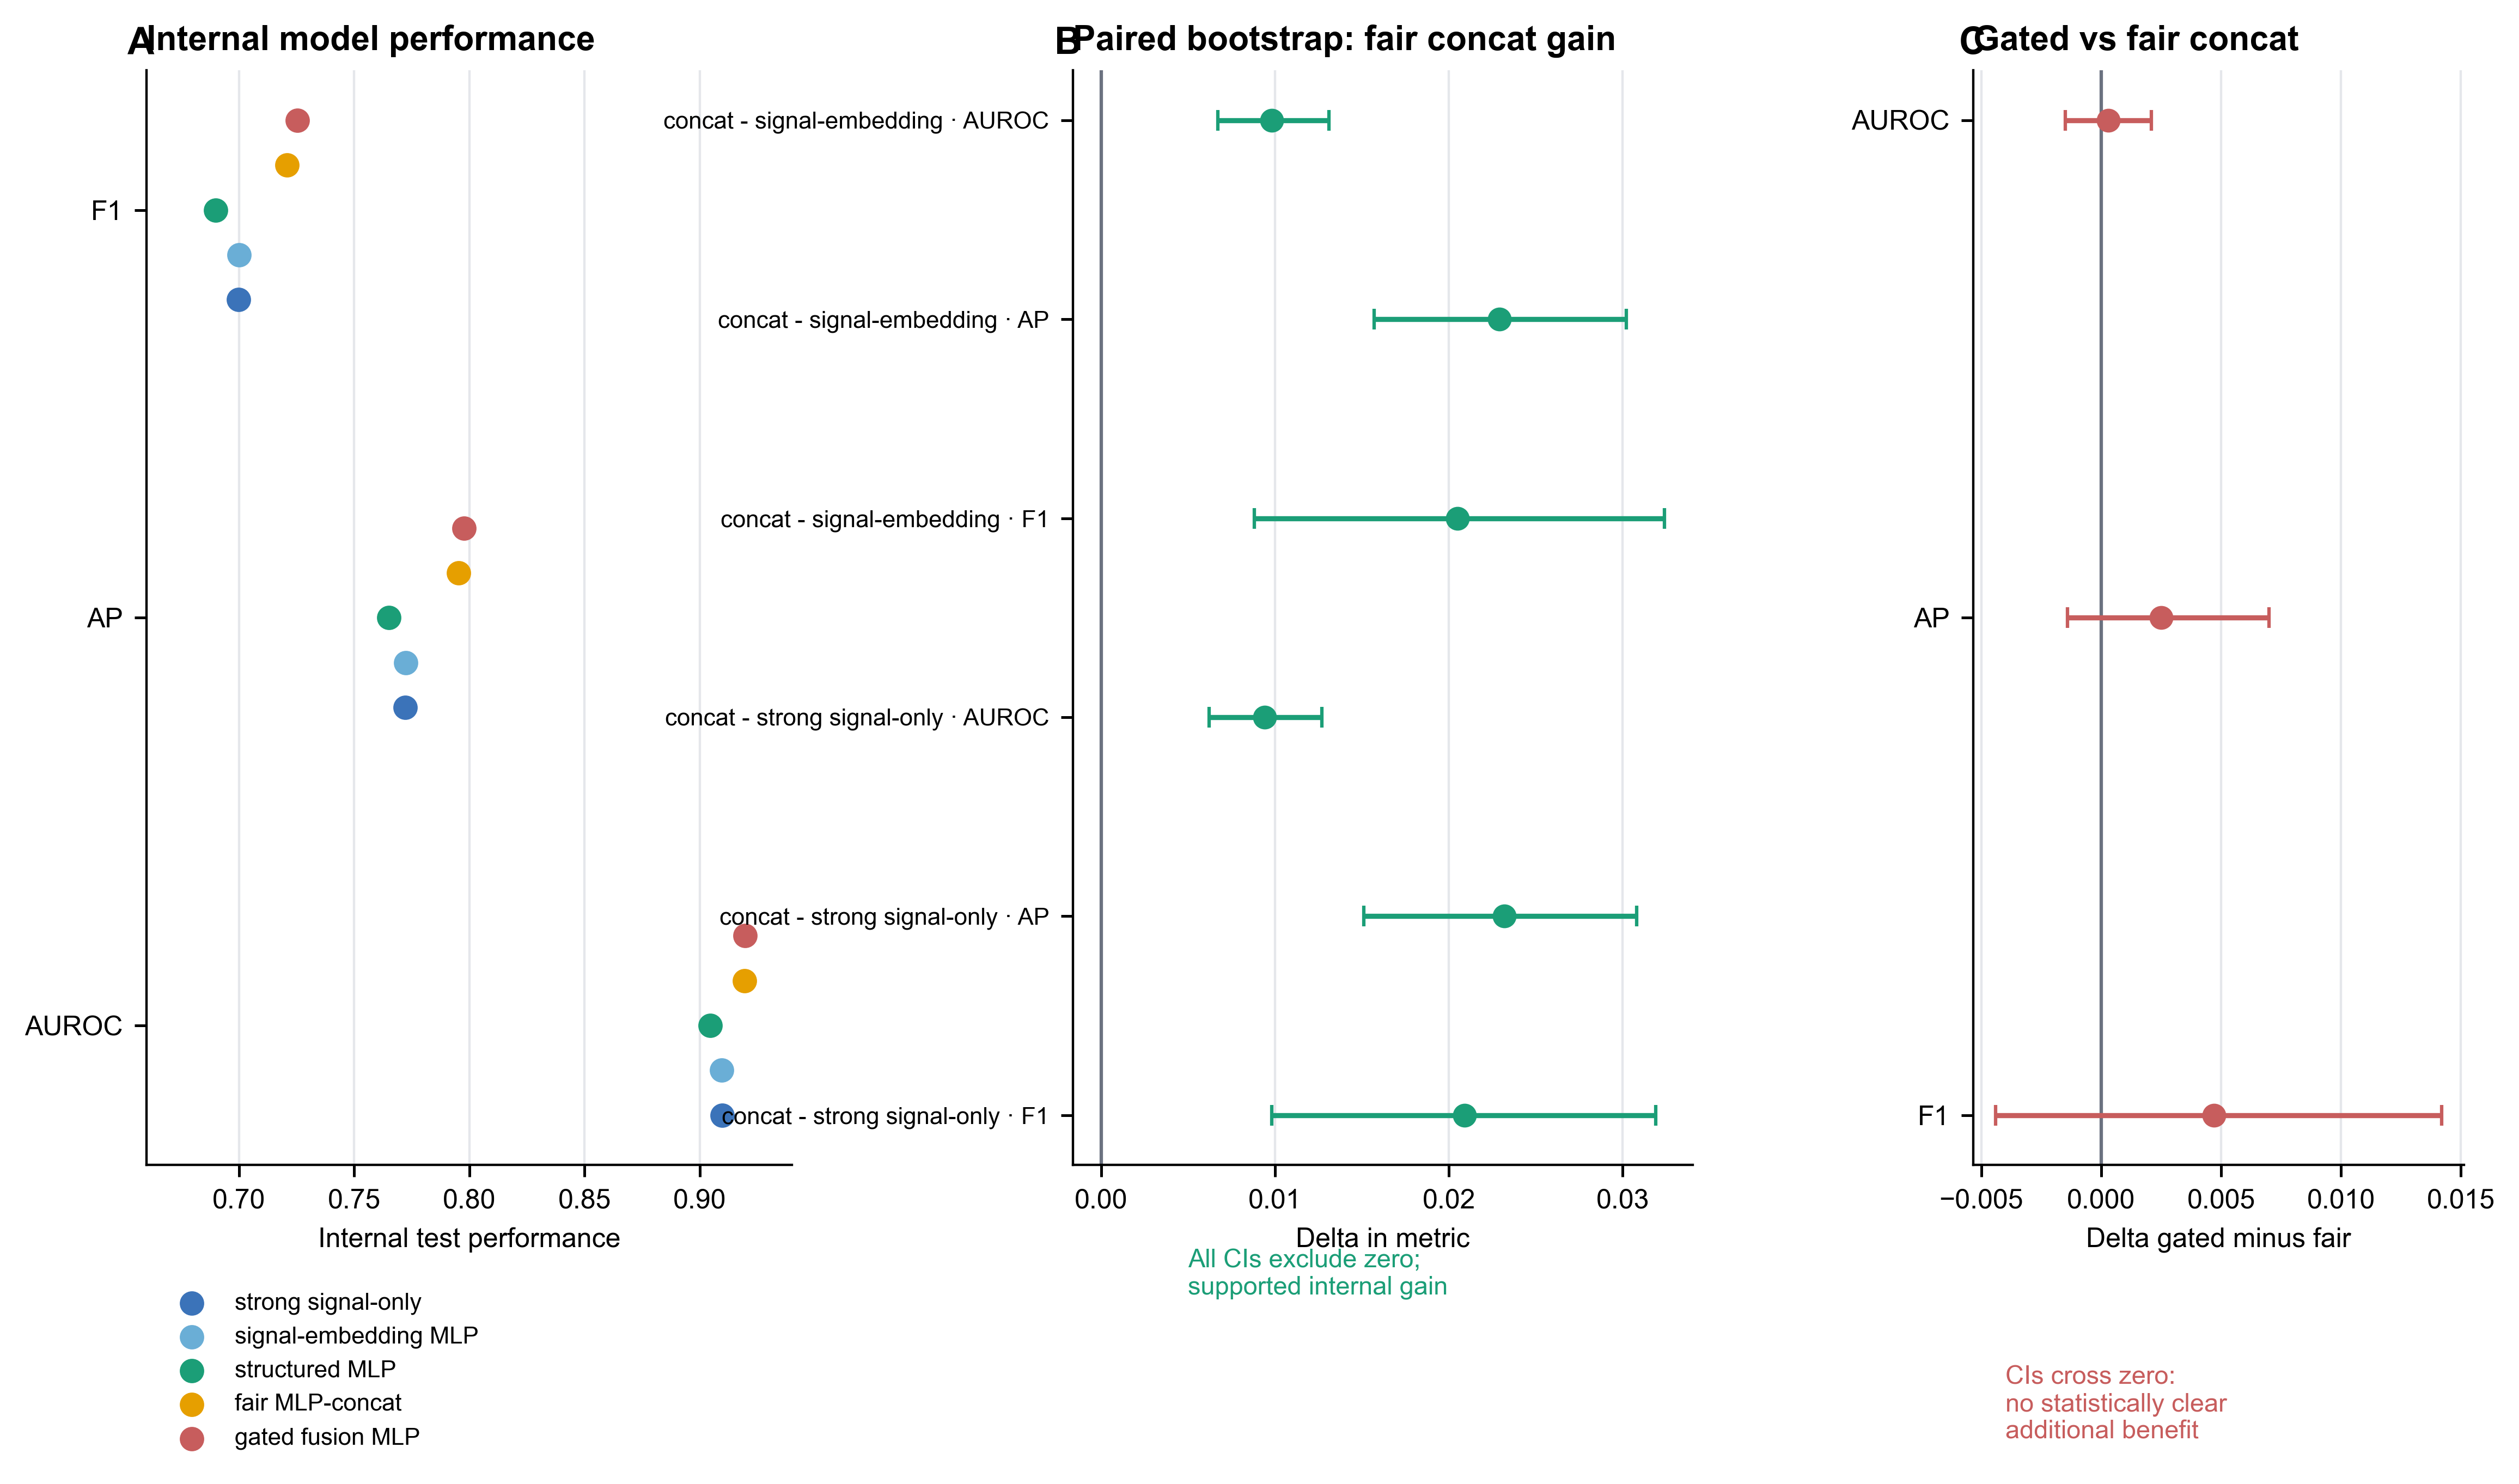 A Internal model performance
F1
AP
AUROC
0.70 0.75 0.80 0.85 0.90
Internal test performance
strong signal-only
signal-embedding MLP
structured MLP
fair MLP-concat
gated fusion MLP
B Paired bootstrap: fair concat gain
concat - signal-embedding · AUROC
concat - signal-embedding · AP
concat - signal-embedding · F1
concat - strong signal-only · AUROC
concat - strong signal-only · AP
concat - strong signal-only · F1
0.00 0.01 0.02 0.03
Delta in metric
All CIs exclude zero;
supported internal gain
C Gated vs fair concat
AUROC
AP
F1
−0.005 0.000 0.005 0.010 0.015
Delta gated minus fair
CIs cross zero:
no statistically clear
additional benefit